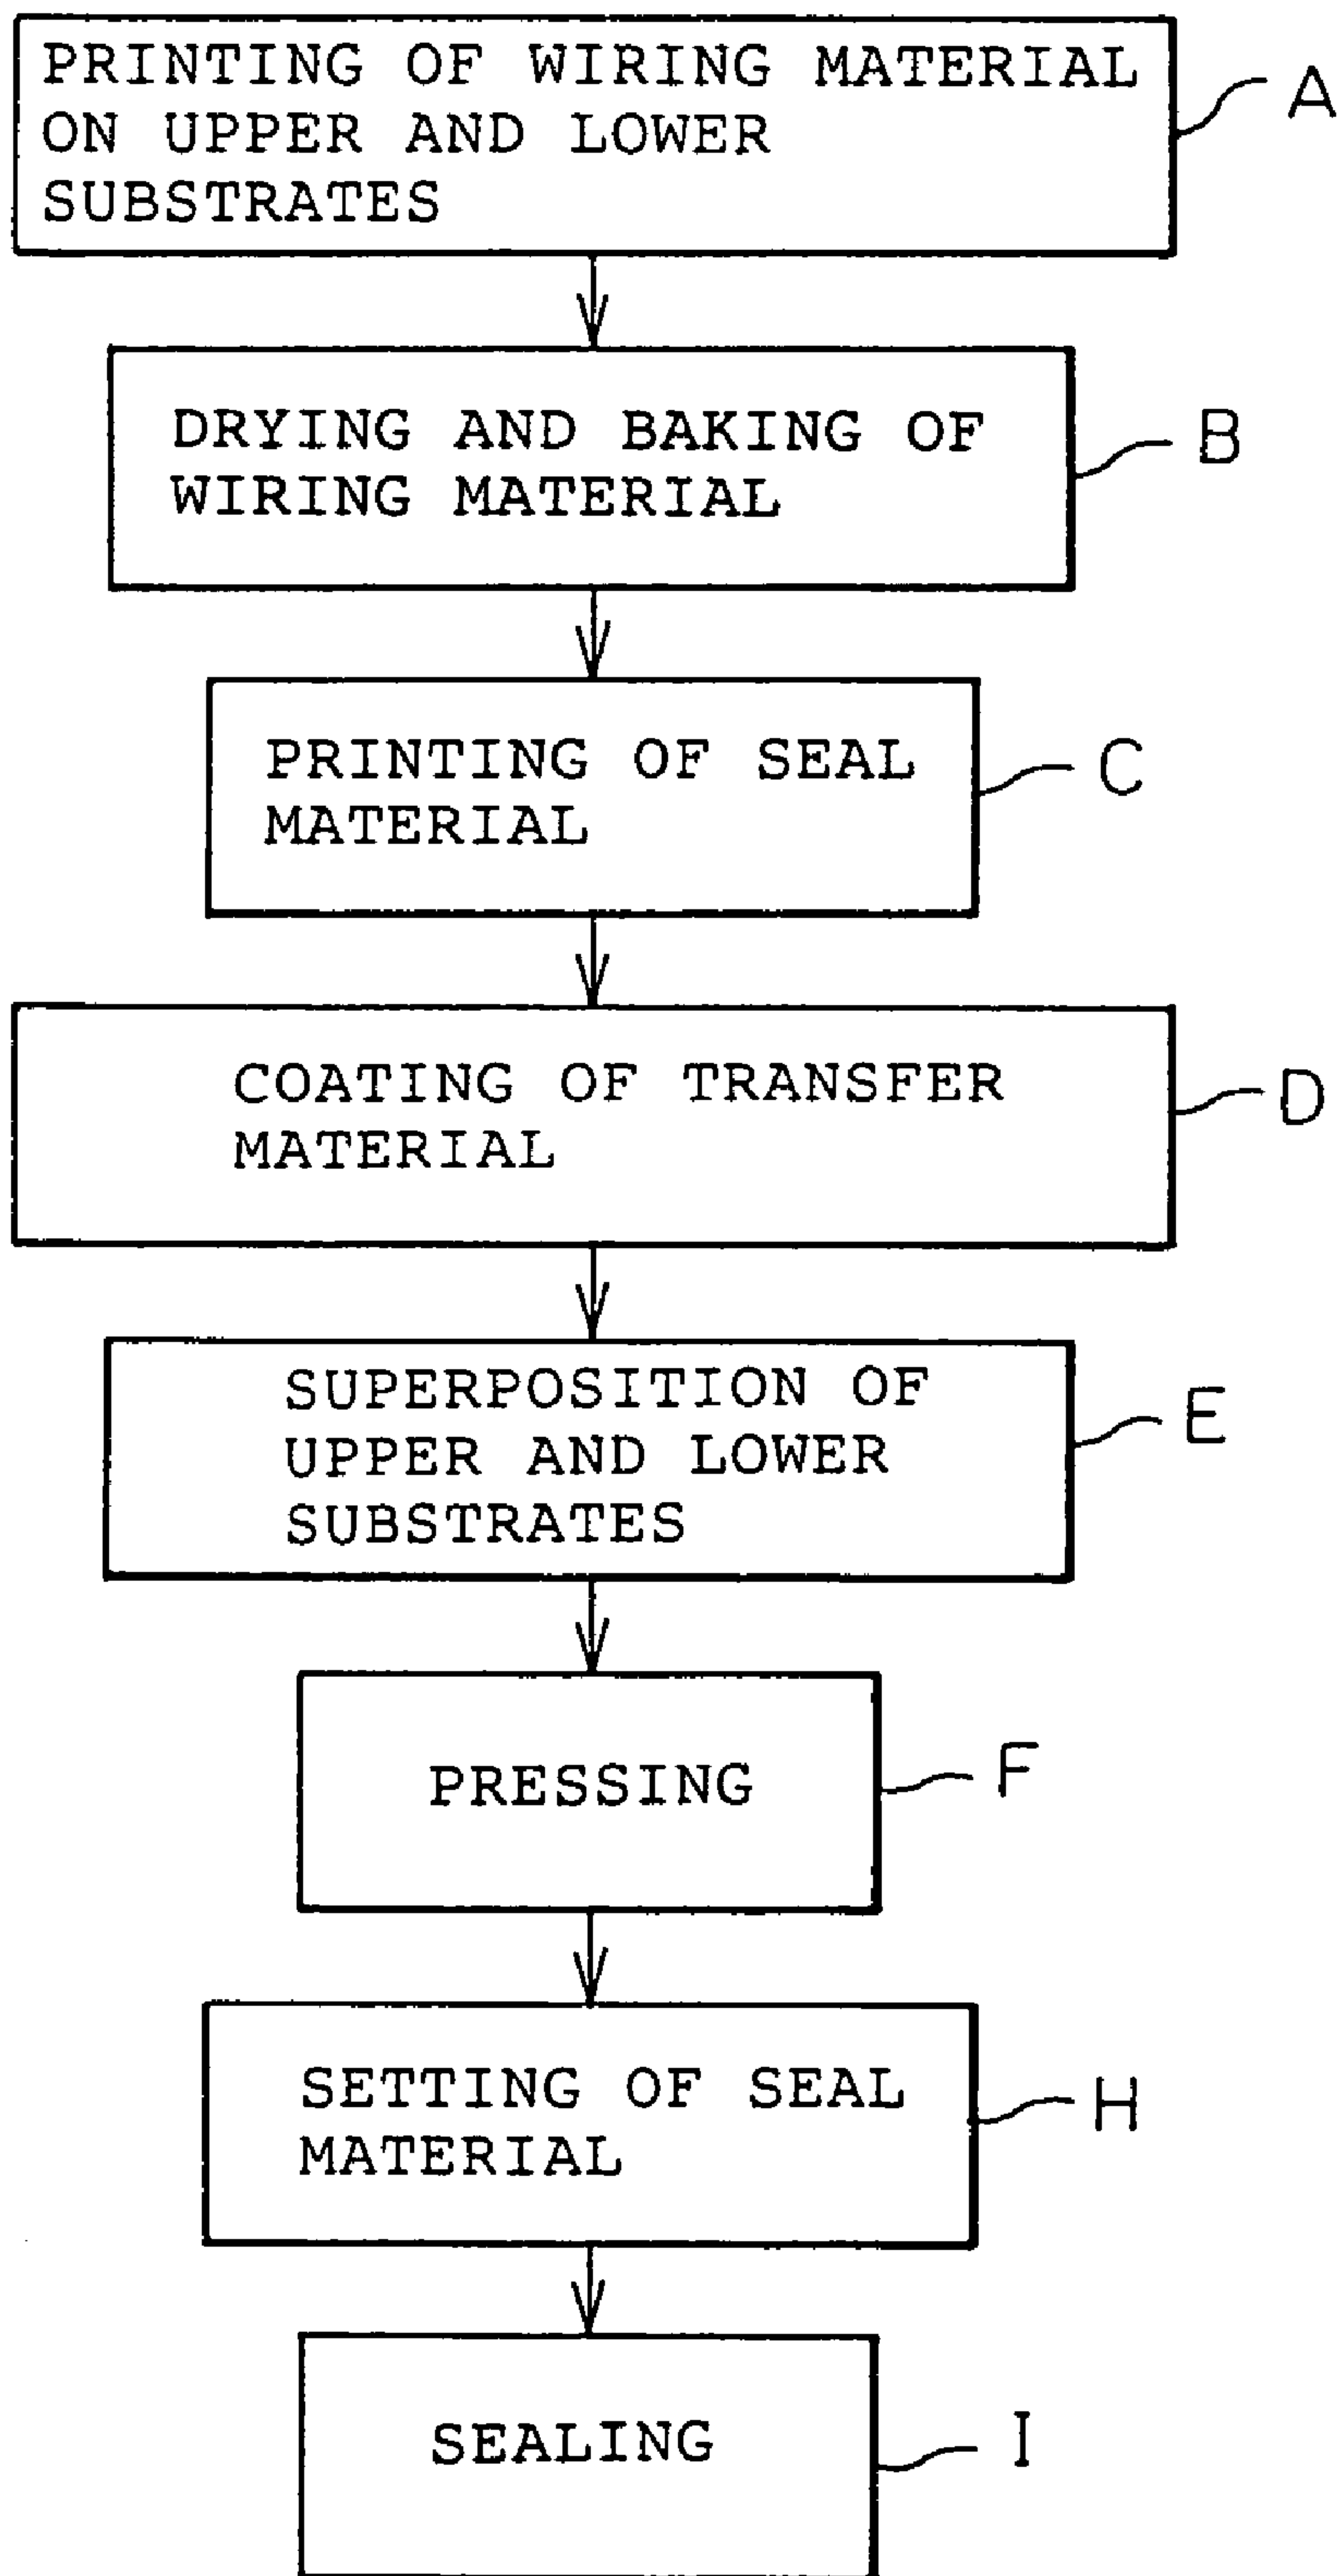 PRINTING OF WIRING MATERIAL
ON UPPER AND LOWER
SUBSTRATES
A
DRYING AND BAKING OF
WIRING MATERIAL
B
PRINTING OF SEAL
MATERIAL
C
COATING OF TRANSFER
MATERIAL
D
SUPERPOSITION OF
UPPER AND LOWER
SUBSTRATES
E
PRESSING
F
SETTING OF SEAL
MATERIAL
H
SEALING
I